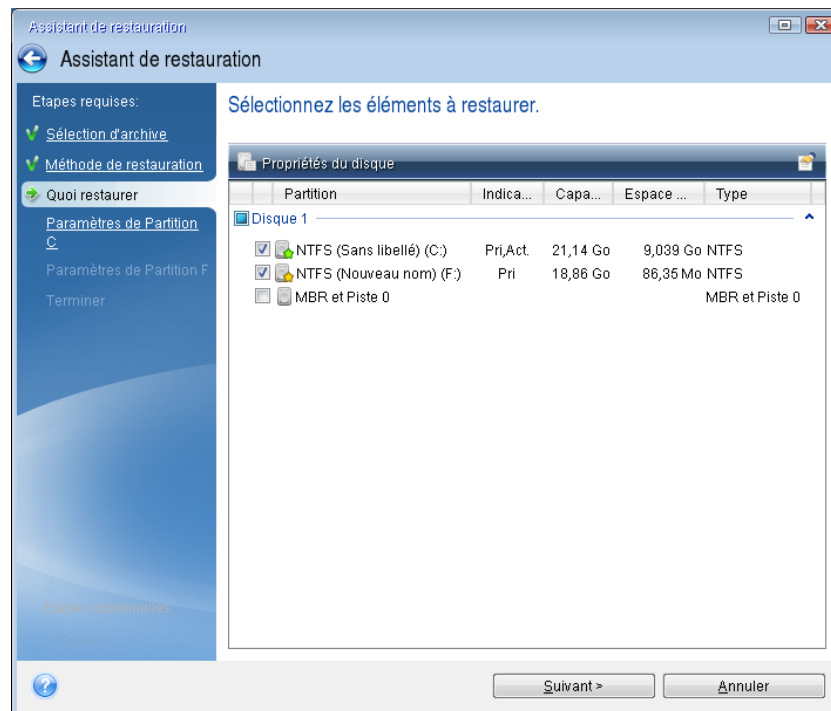 Assistant de restauration
Assistant de restauration
Etapes requises:
Sélection d'archive
Méthode de restauration
Quoi restaurer
Paramètres de Partition
C
Paramètres de Partition F
Terminer
Sélectionnez les éléments à restaurer.
Propriétés du disque
Partition Indica... Capa... Espace ... Type
Disque 1
NTFS (Sans libellé) (C:) Pri,Act. 21,14 Go 9,039 Go NTFS
NTFS (Nouveau nom) (F:) Pri 18,86 Go 86,35 Mo NTFS
MBR et Piste 0 MBR et Piste 0
Suivant >
Annuler